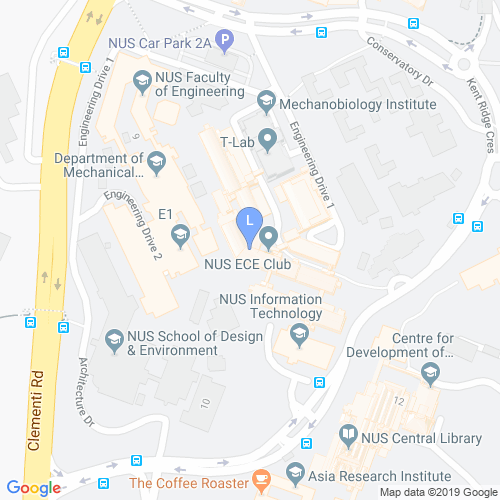 NUS Car Park 2A
P
Conservatory Dr
Kent Ridge Cres
Engineering Drive 1
NUS Faculty
of Engineering
Mechanobiology Institute
9
T-Lab
Engineering Drive 1
Department of
Mechanical...
Engineering Drive 2
E1
L
NUS ECE Club
NUS Information
Technology
NUS School of Design
& Environment
Centre for
Development of...
Clementi Rd
Architecture Dr
10
12
NUS Central Library
The Coffee Roaster
Asia Research Institute
Google
Map data ©2019 Google